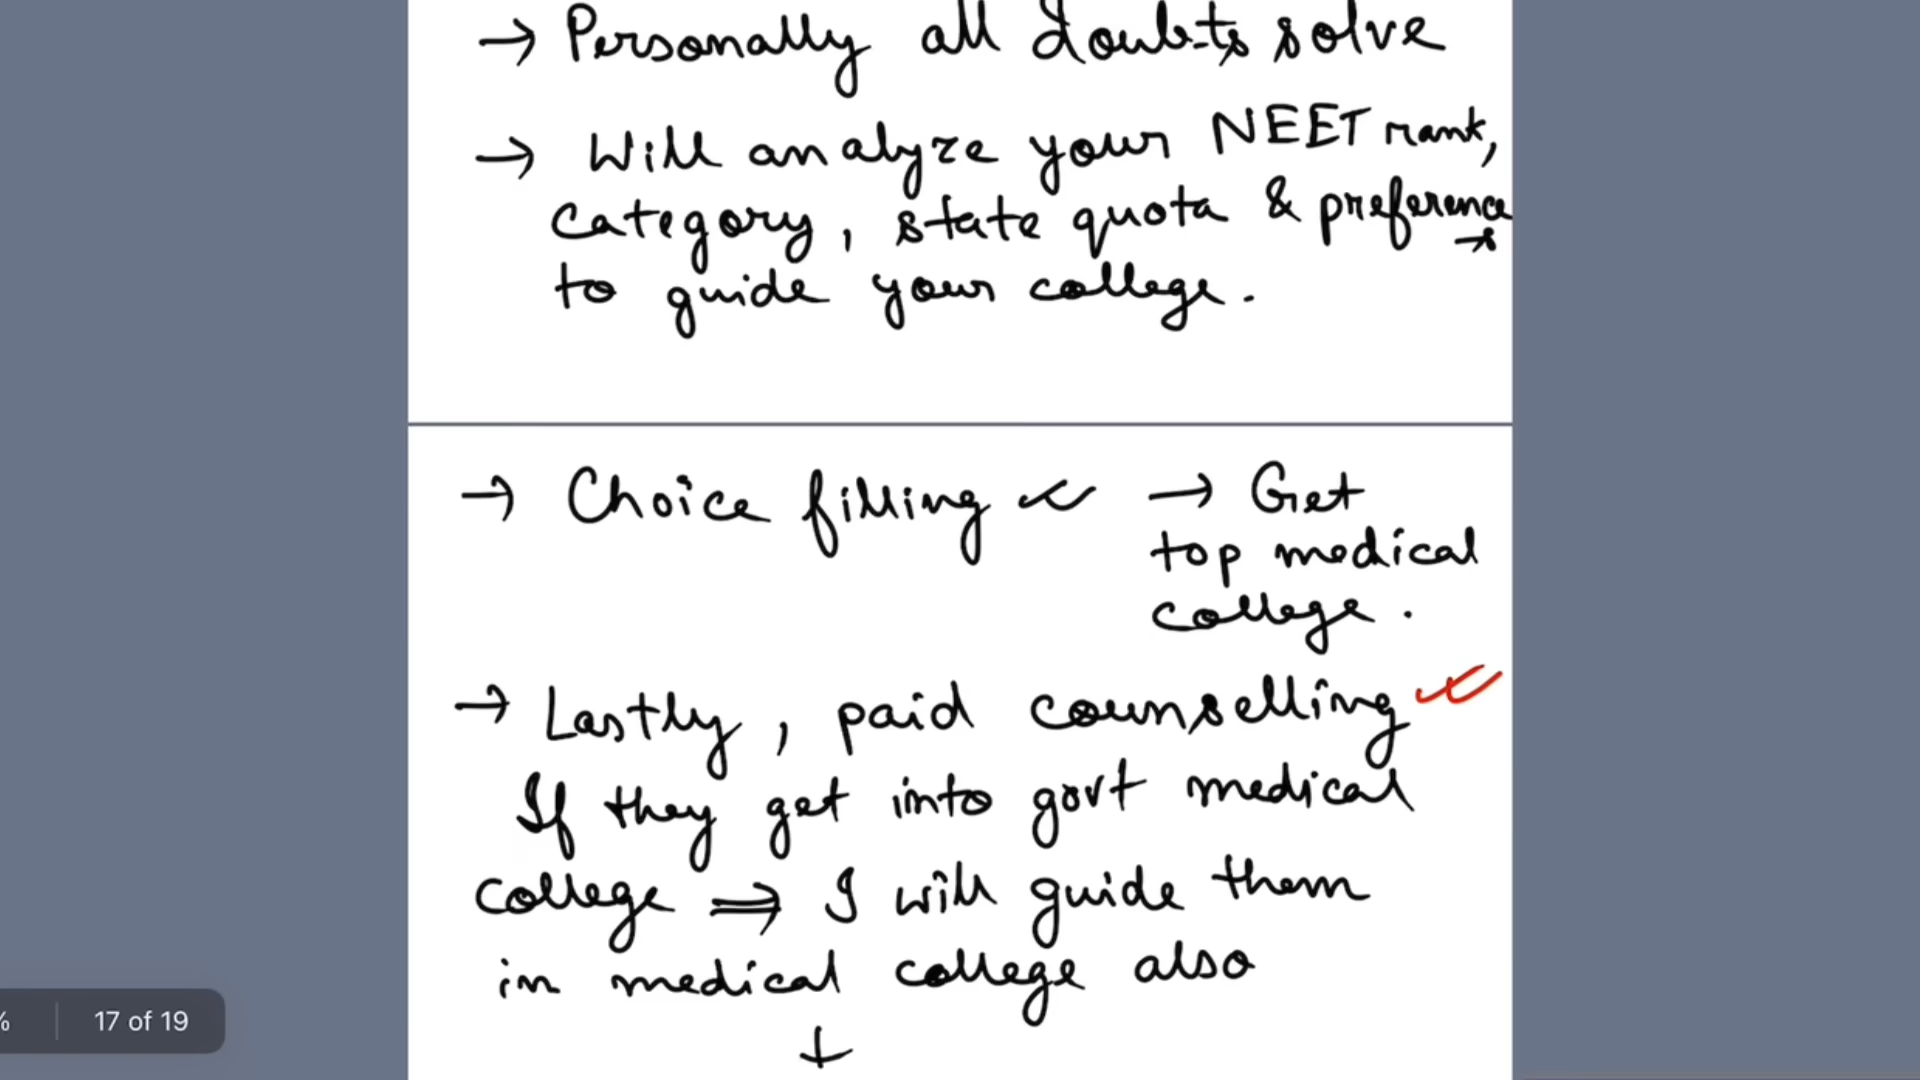 → Personally all doubts solve
→ Will analyze your NEET rank,
category, state quota & preference
→s
to guide your college.
→ Choice filling ✓ → Get
top medical
college.
→ Lastly, paid counselling ✓
If they get into govt medical
college ⇒ I will guide them
in medical college also
+
%
17 of 19